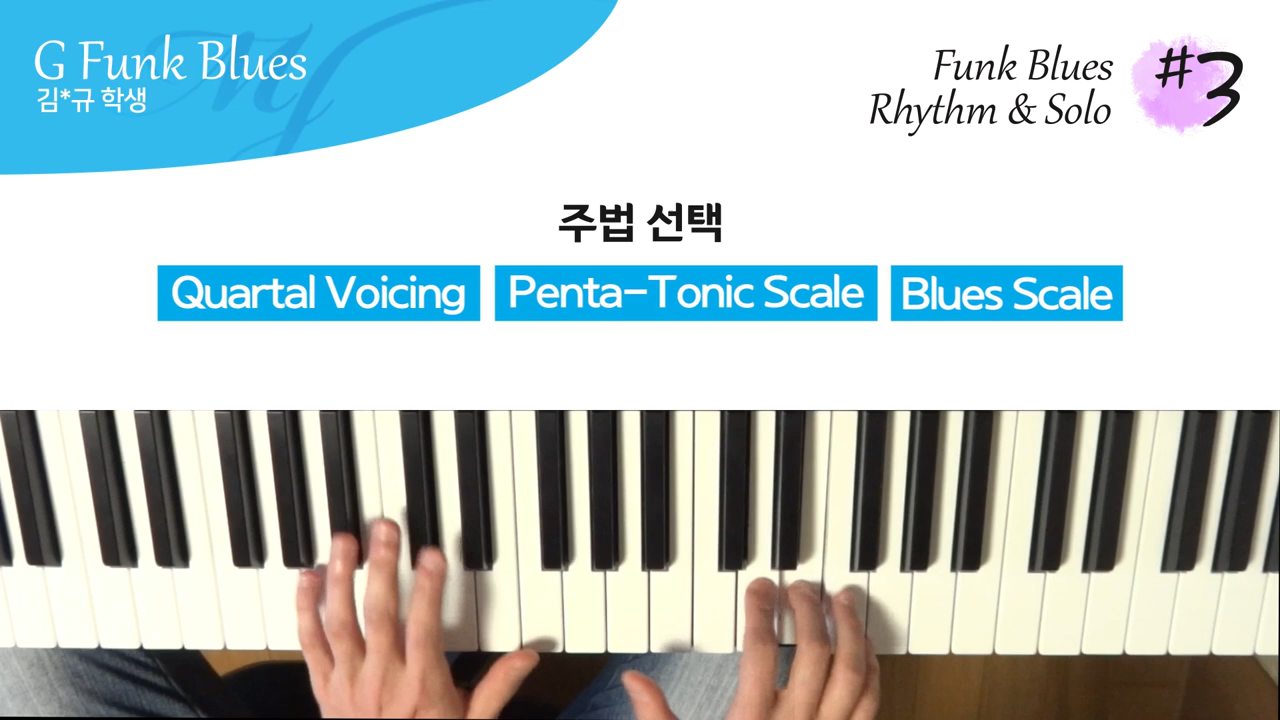 G Funk Blues
김*규 학생
Funk Blues
Rhythm & Solo
#3
주법 선택
Quartal Voicing
Penta-Tonic Scale
Blues Scale